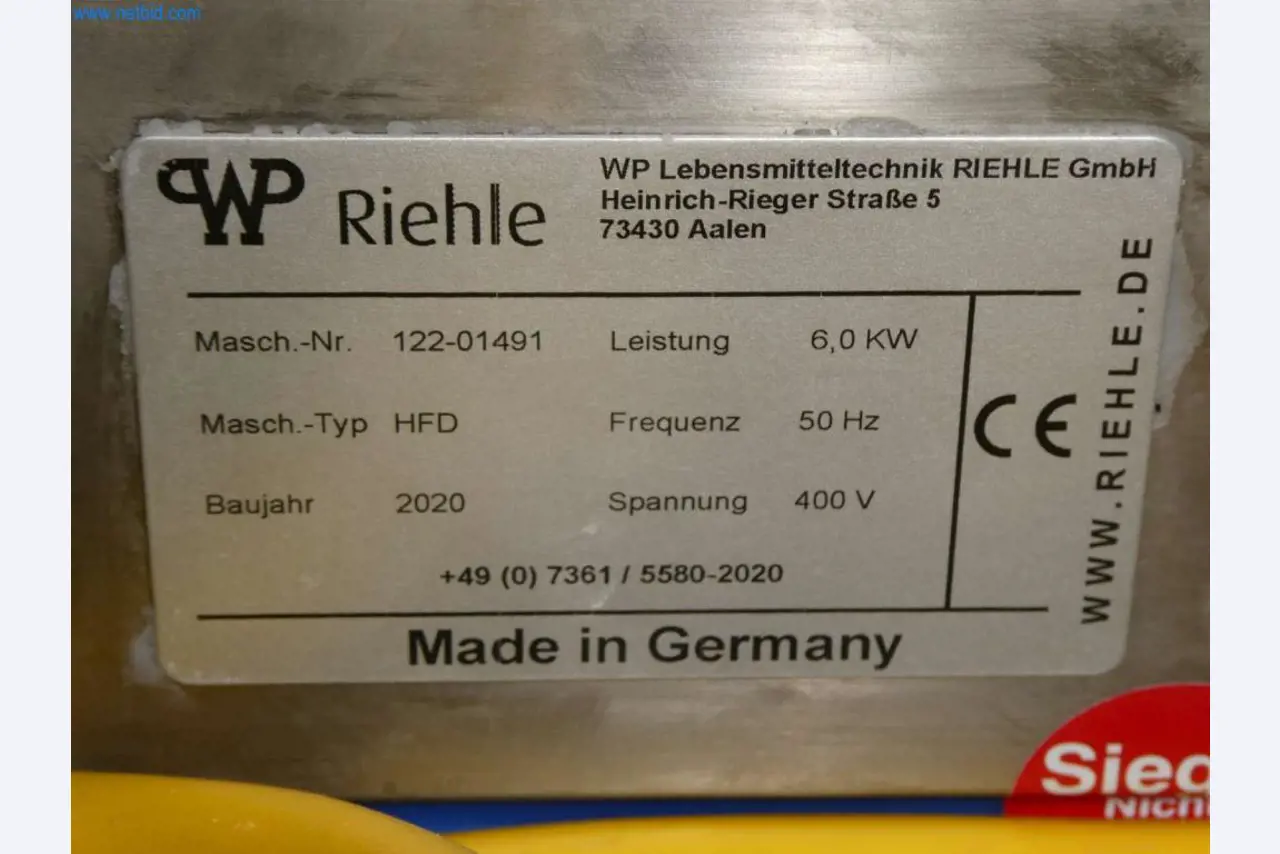 www.netbid.com
WP Riehle
WP Lebensmitteltechnik RIEHLE GmbH
Heinrich-Rieger Straße 5
73430 Aalen
Masch.-Nr. 122-01491 Leistung 6,0 KW
Masch.-Typ HFD Frequenz 50 Hz
Baujahr 2020 Spannung 400 V
+49 (0) 7361 / 5580-2020
CE
WWW.RIEHLE.DE
Made in Germany